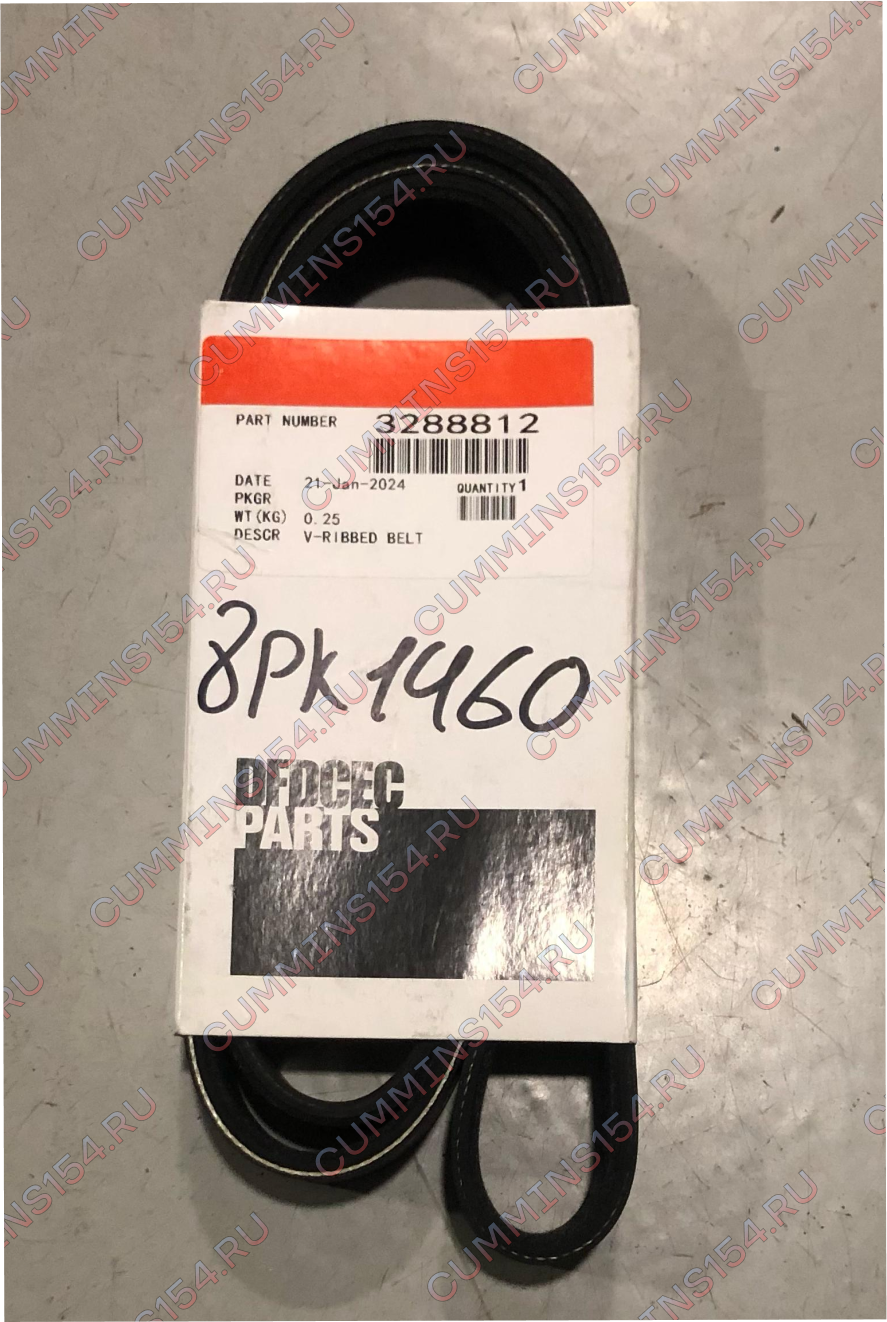 PART NUMBER 3288812
DATE 21-Jan-2024 QUANTITY 1
PKGR
WT(KG) 0.25
DESCR V-RIBBED BELT
8PK1460
DFDCEC
PARTS
CUMMINS154.RU